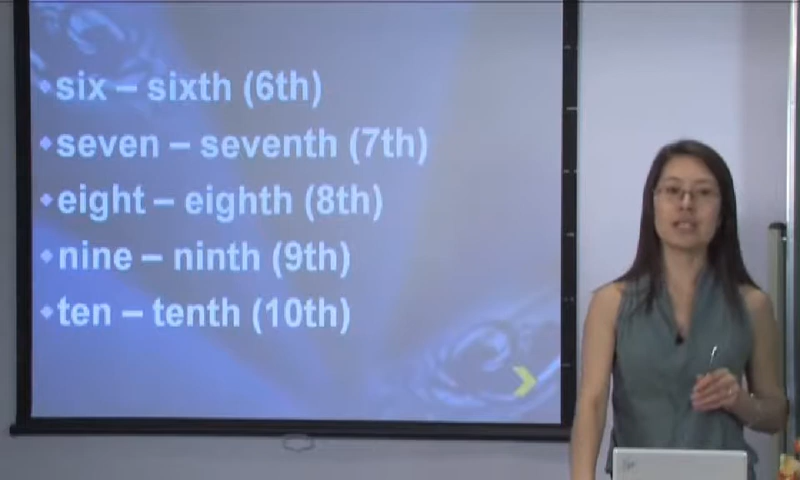 • six – sixth (6th)
• seven – seventh (7th)
• eight – eighth (8th)
• nine – ninth (9th)
• ten – tenth (10th)